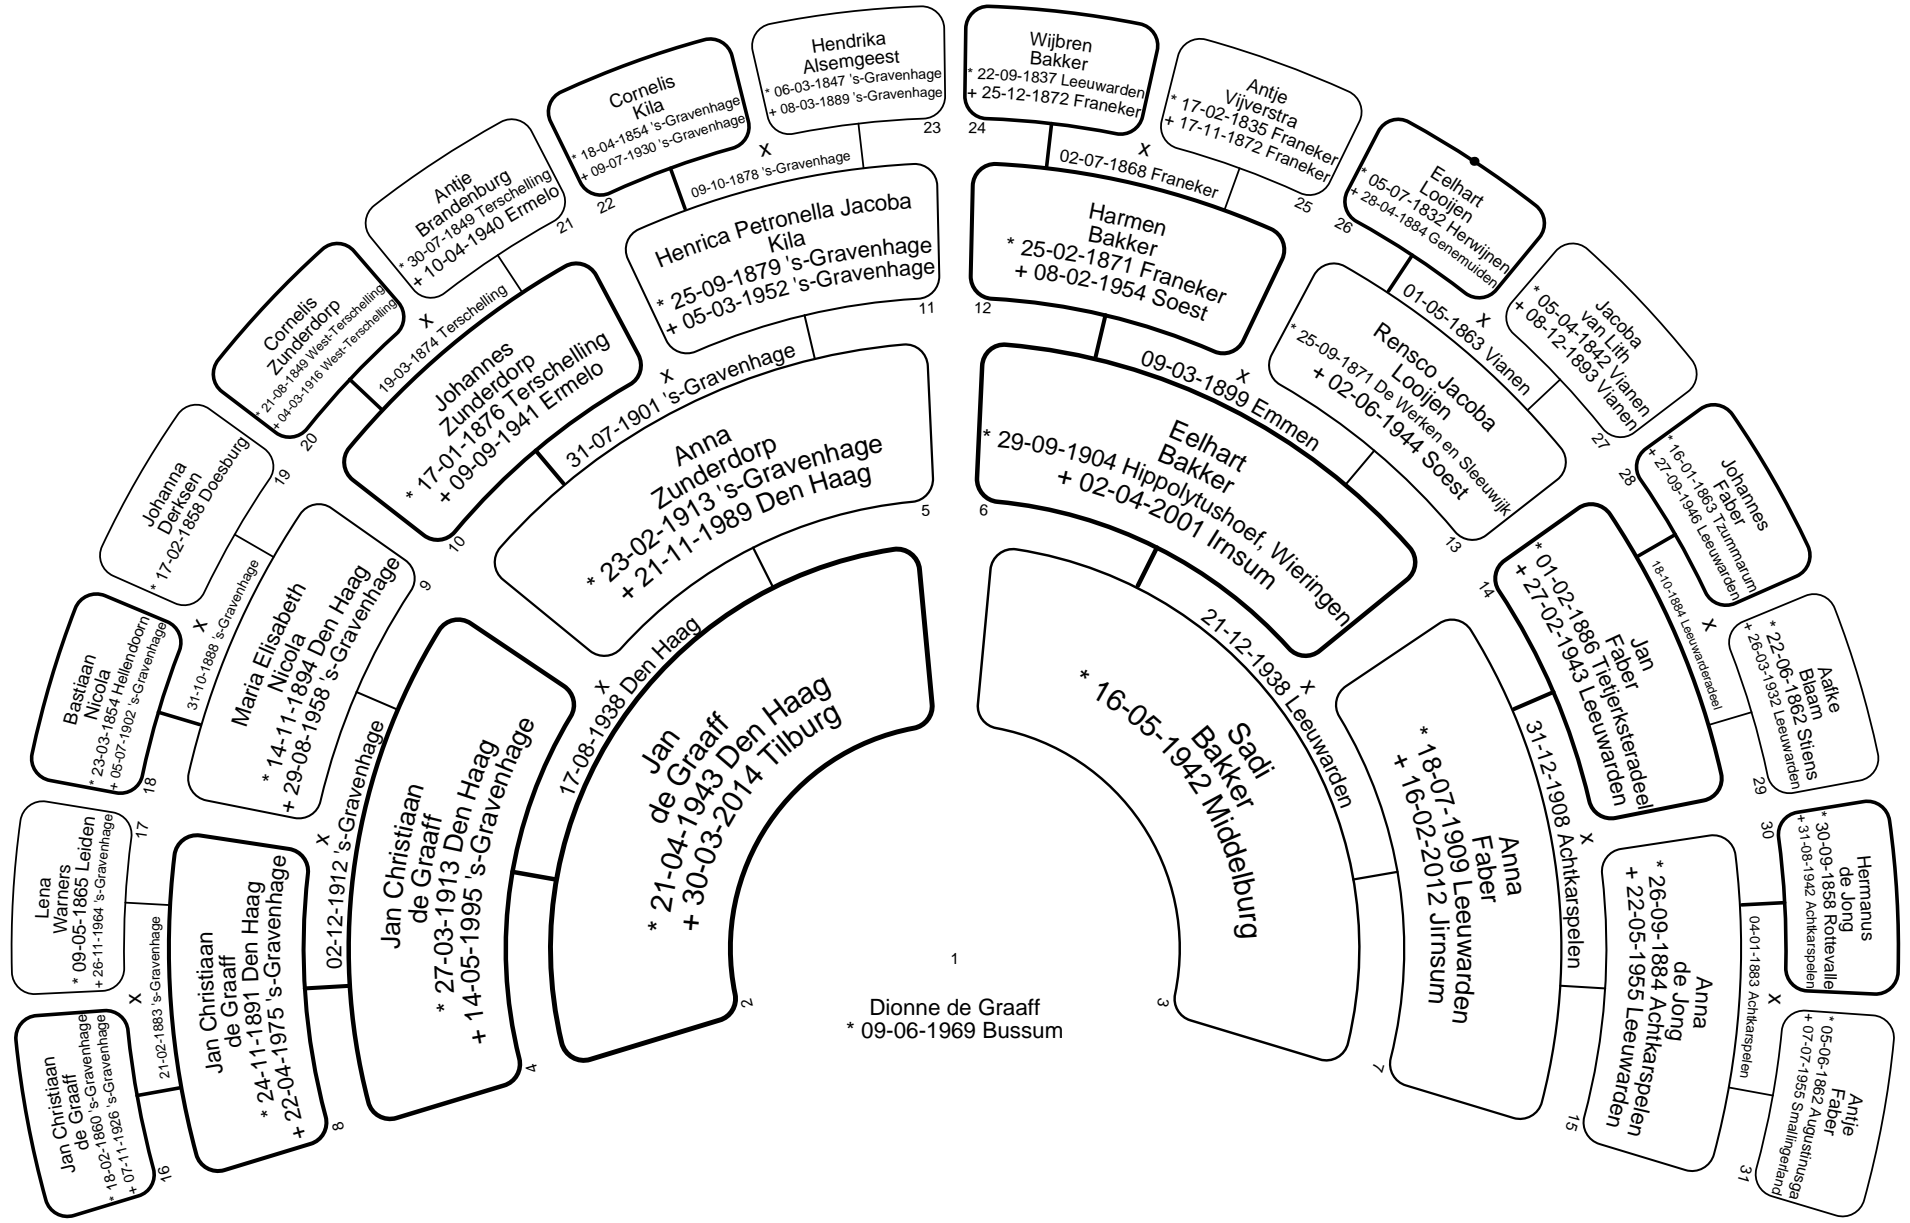 1
Dionne de Graaff
* 09-06-1969 Bussum
Jan
de Graaff
* 21-04-1943 Den Haag
+ 30-03-2014 Tilburg
2
Sadi
Bakker
* 16-05-1942 Middelburg
3
17-08-1938 Den Haag
X
Jan Christiaan
de Graaff
* 27-03-1913 Den Haag
+ 14-05-1995 's-Gravenhage
4
Anna
Zunderdorp
* 23-02-1913 's-Gravenhage
+ 21-11-1989 Den Haag
5
21-12-1938 Leeuwarden
X
Eelhart
Bakker
* 29-09-1904 Hippolytushoef, Wieringen
+ 02-04-2001 Irnsum
6
Anna
Faber
* 18-07-1909 Leeuwarden
+ 16-02-2012 Jirnsum
7
02-12-1912 's-Gravenhage
X
Jan Christiaan
de Graaff
* 24-11-1891 Den Haag
+ 22-04-1975 's-Gravenhage
8
Maria Elisabeth
Nicola
* 14-11-1894 Den Haag
+ 29-08-1958 's-Gravenhage
9
31-07-1901 's-Gravenhage
X
Johannes
Zunderdorp
* 17-01-1876 Terschelling
+ 09-09-1941 Ermelo
10
Henrica Petronella Jacoba
Kila
* 25-09-1879 's-Gravenhage
+ 05-03-1952 's-Gravenhage
11
09-03-1899 Emmen
X
Harmen
Bakker
* 25-02-1871 Franeker
+ 08-02-1954 Soest
12
Rensco Jacoba
Looijen
* 25-09-1871 De Werken en Sleeuwijk
+ 02-06-1944 Soest
13
31-12-1908 Achtkarspelen
X
Jan
Faber
* 01-02-1886 Tietjerksteradeel
+ 27-02-1943 Leeuwarden
14
Anna
de Jong
* 26-09-1884 Achtkarspelen
+ 22-05-1955 Leeuwarden
15
21-02-1883 's-Gravenhage
X
Jan Christiaan
de Graaff
* 18-02-1860 's-Gravenhage
+ 07-11-1926 's-Gravenhage
16
Lena
Warners
* 09-05-1865 Leiden
+ 26-11-1964 's-Gravenhage
17
31-10-1888 's-Gravenhage
X
Bastiaan
Nicola
* 23-03-1854 Hellendoorn
+ 05-07-1902 's-Gravenhage
18
Johanna
Derksen
* 17-02-1858 Doesburg
19
19-03-1874 Terschelling
X
Cornelis
Zunderdorp
* 21-08-1849 West-Terschelling
+ 04-03-1916 West-Terschelling
20
Antje
Brandenburg
* 30-07-1849 Terschelling
+ 10-04-1940 Ermelo
21
09-10-1878 's-Gravenhage
X
Cornelis
Kila
* 18-04-1854 's-Gravenhage
+ 09-07-1930 's-Gravenhage
22
Hendrika
Alsemgeest
* 06-03-1847 's-Gravenhage
+ 08-03-1889 's-Gravenhage
23
02-07-1868 Franeker
X
Wijbren
Bakker
* 22-09-1837 Leeuwarden
+ 25-12-1872 Franeker
24
Antje
Vijverstra
* 17-02-1835 Franeker
+ 17-11-1872 Franeker
25
01-05-1863 Vianen
X
Eelhart
Looijen
* 05-07-1832 Herwijnen
+ 28-04-1884 Genemuiden
26
Jacoba
van Lith
* 05-04-1842 Vianen
+ 08-12-1893 Vianen
27
18-10-1884 Leeuwarderadeel
X
Johannes
Faber
* 16-01-1863 Tzummarum
+ 27-09-1946 Leeuwarden
28
Aafke
Blaam
* 22-06-1862 Stiens
+ 26-03-1932 Leeuwarden
29
04-01-1883 Achtkarspelen
X
Hermanus
de Jong
* 30-09-1858 Rottevalle
+ 31-08-1942 Achtkarspelen
30
Antje
Faber
* 05-06-1862 Augustinusga
+ 07-07-1955 Smallingerland
31